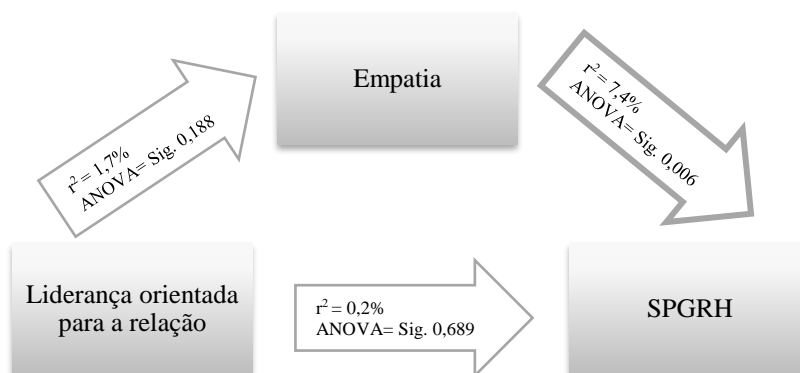 Empatia
r² = 1,7%
ANOVA= Sig. 0,188
r² = 7,4%
ANOVA= Sig. 0,006
Liderança orientada
para a relação
r² = 0,2%
ANOVA= Sig. 0,689
SPGRH